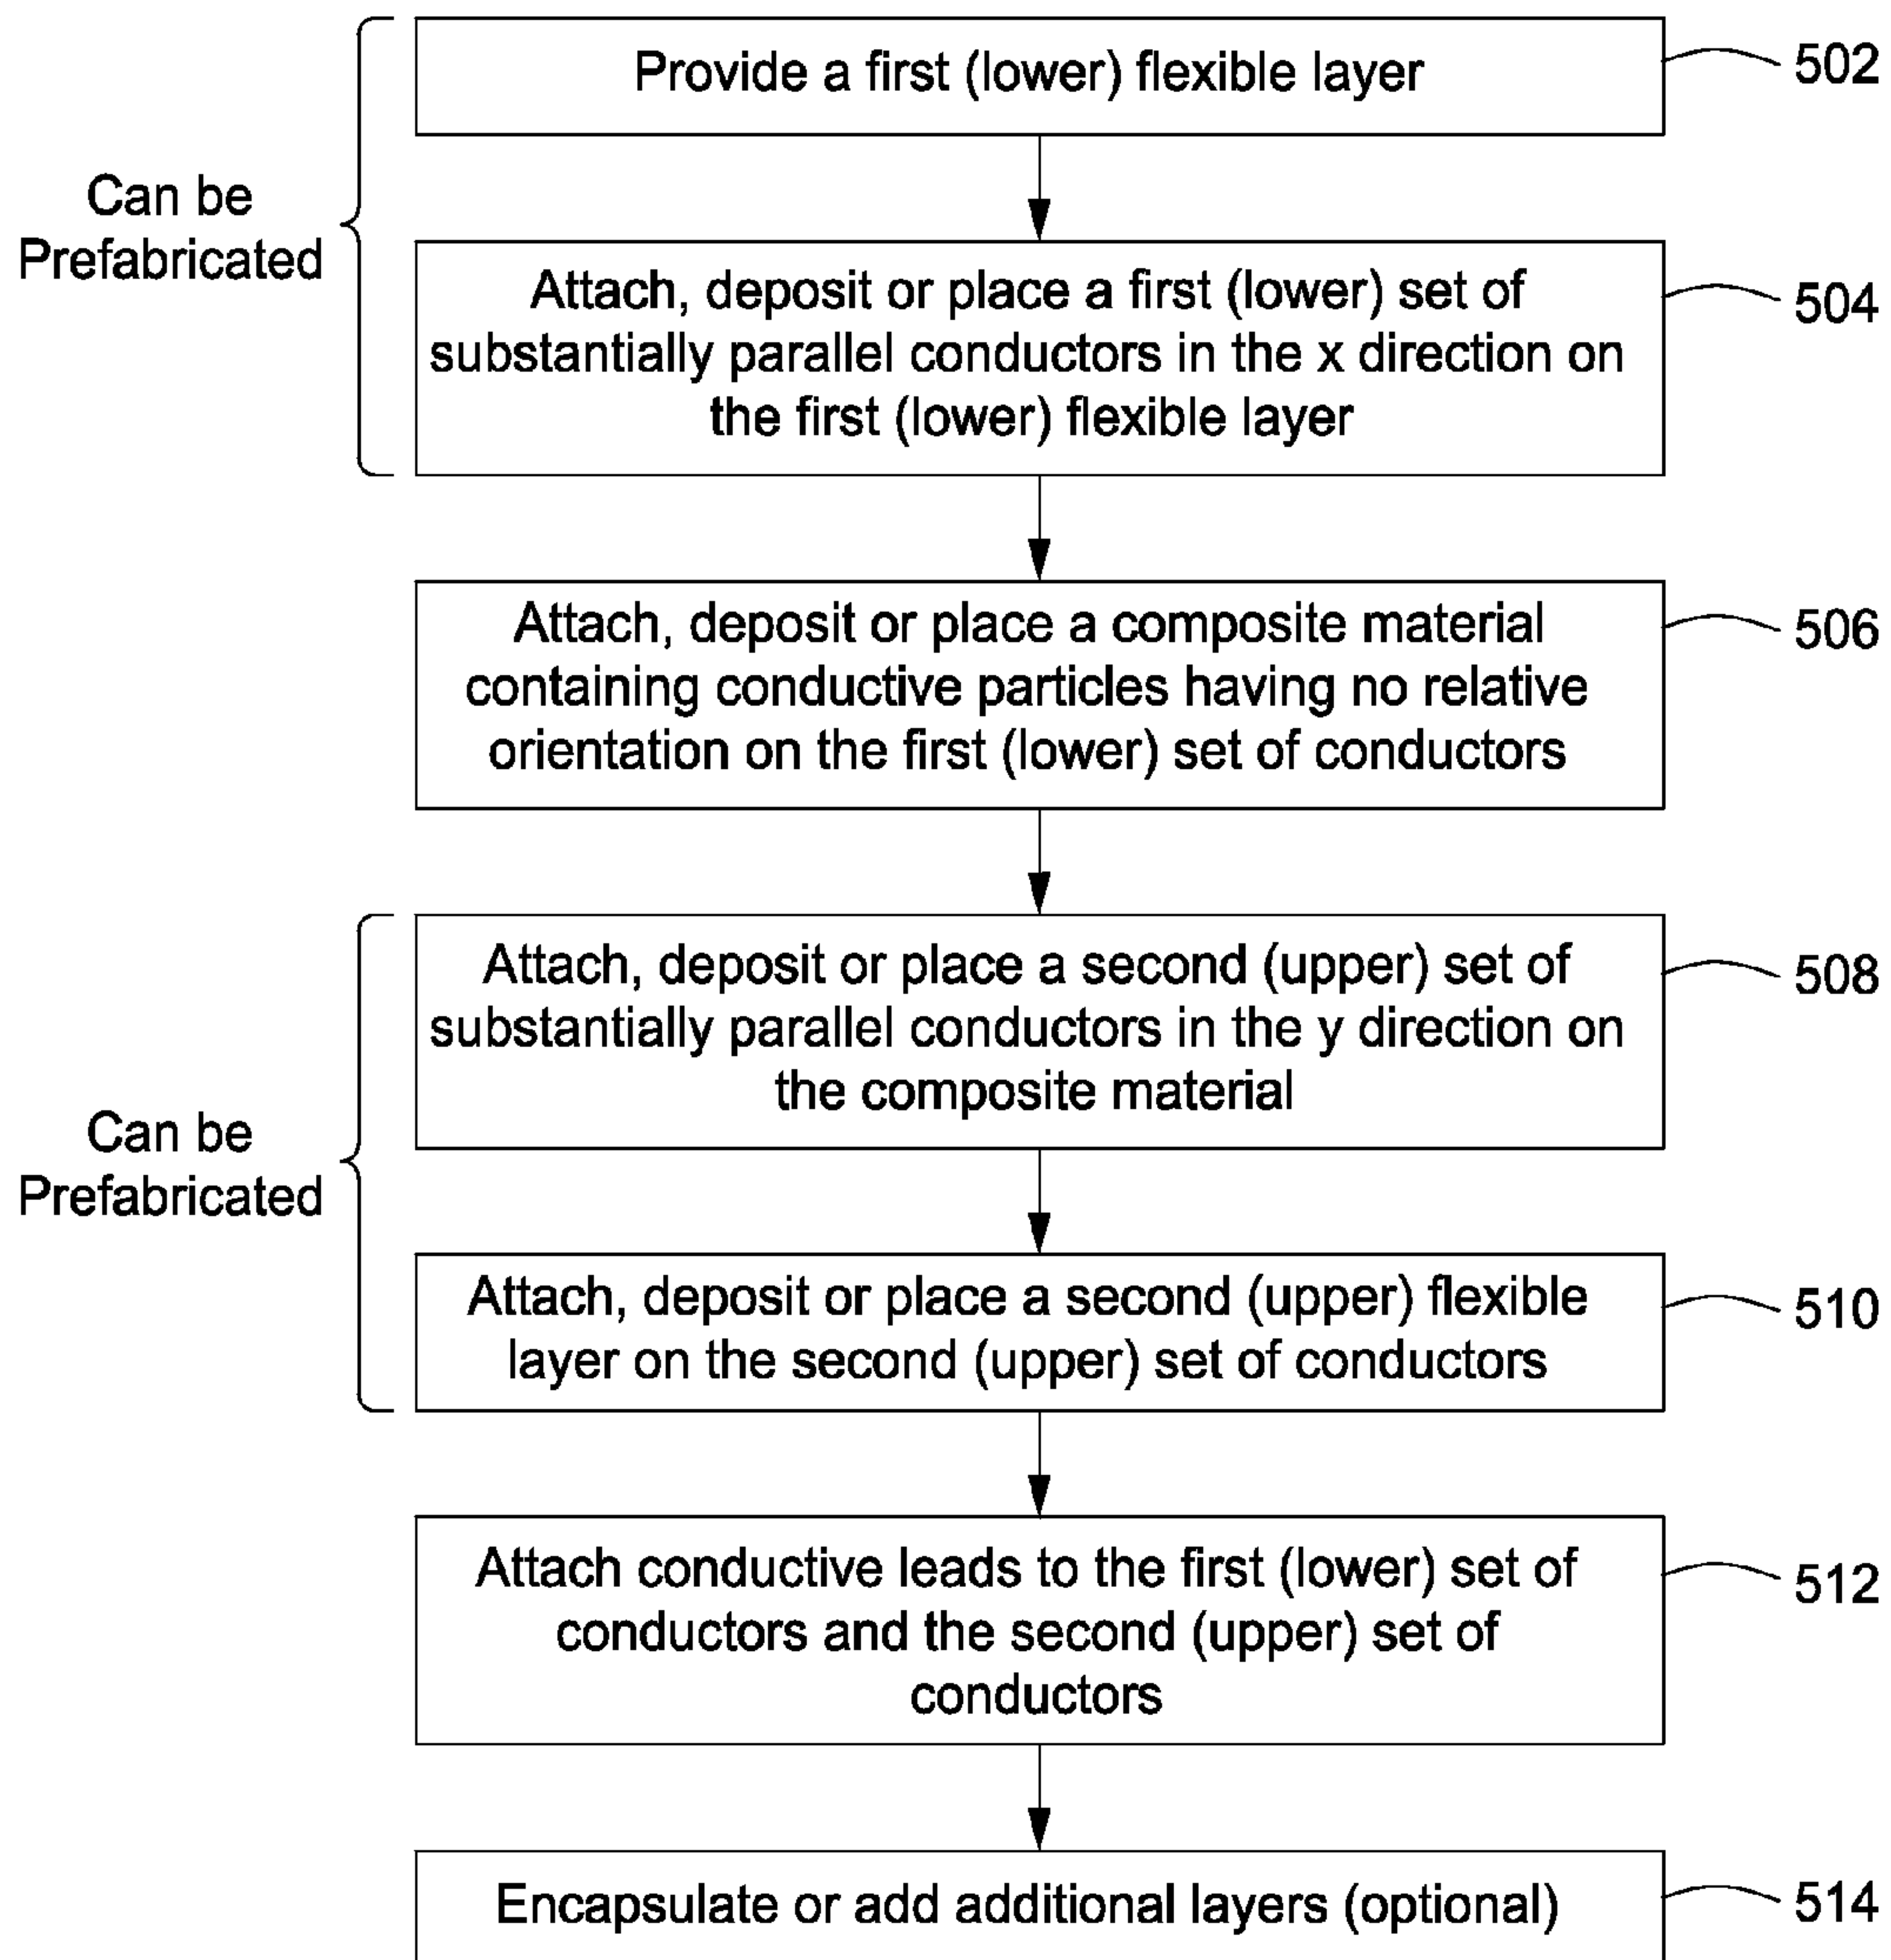 Provide a first (lower) flexible layer
502
Can be
Prefabricated
Attach, deposit or place a first (lower) set of
substantially parallel conductors in the x direction on
the first (lower) flexible layer
504
Attach, deposit or place a composite material
containing conductive particles having no relative
orientation on the first (lower) set of conductors
506
Attach, deposit or place a second (upper) set of
substantially parallel conductors in the y direction on
the composite material
508
Can be
Prefabricated
Attach, deposit or place a second (upper) flexible
layer on the second (upper) set of conductors
510
Attach conductive leads to the first (lower) set of
conductors and the second (upper) set of
conductors
512
Encapsulate or add additional layers (optional)
514